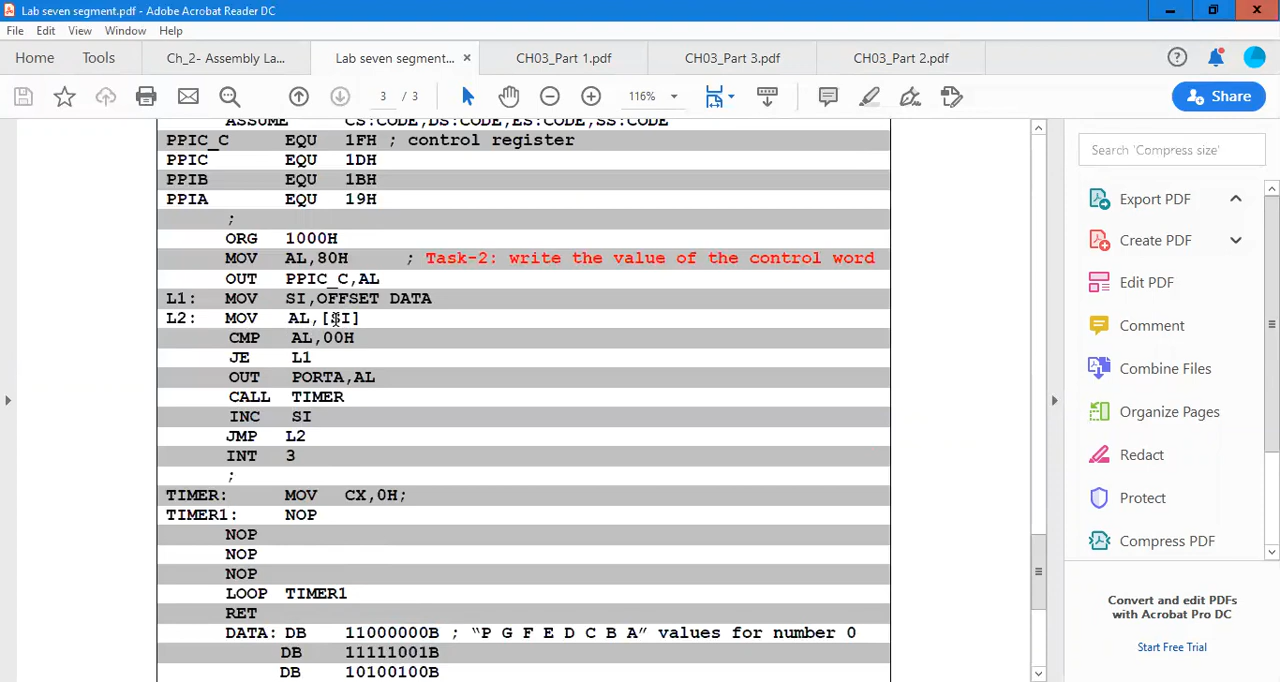 Lab seven segment.pdf - Adobe Acrobat Reader DC
File Edit View Window Help
Home Tools Ch_2- Assembly La... Lab seven segment... × CH03_Part 1.pdf CH03_Part 3.pdf CH03_Part 2.pdf
3 / 3 116% Share
ASSUME CS:CODE,DS:CODE,ES:CODE,SS:CODE
PPIC_C EQU 1FH ; control register
PPIC EQU 1DH
PPIB EQU 1BH
PPIA EQU 19H
;
ORG 1000H
MOV AL,80H ; Task-2: write the value of the control word
OUT PPIC_C,AL
L1: MOV SI,OFFSET DATA
L2: MOV AL,[SI]
CMP AL,00H
JE L1
OUT PORTA,AL
CALL TIMER
INC SI
JMP L2
INT 3
;
TIMER: MOV CX,0H;
TIMER1: NOP
NOP
NOP
NOP
LOOP TIMER1
RET
DATA: DB 11000000B ; “P G F E D C B A” values for number 0
DB 11111001B
DB 10100100B
Search 'Compress size'
Export PDF
Create PDF
Edit PDF
Comment
Combine Files
Organize Pages
Redact
Protect
Compress PDF
Convert and edit PDFs
with Acrobat Pro DC
Start Free Trial